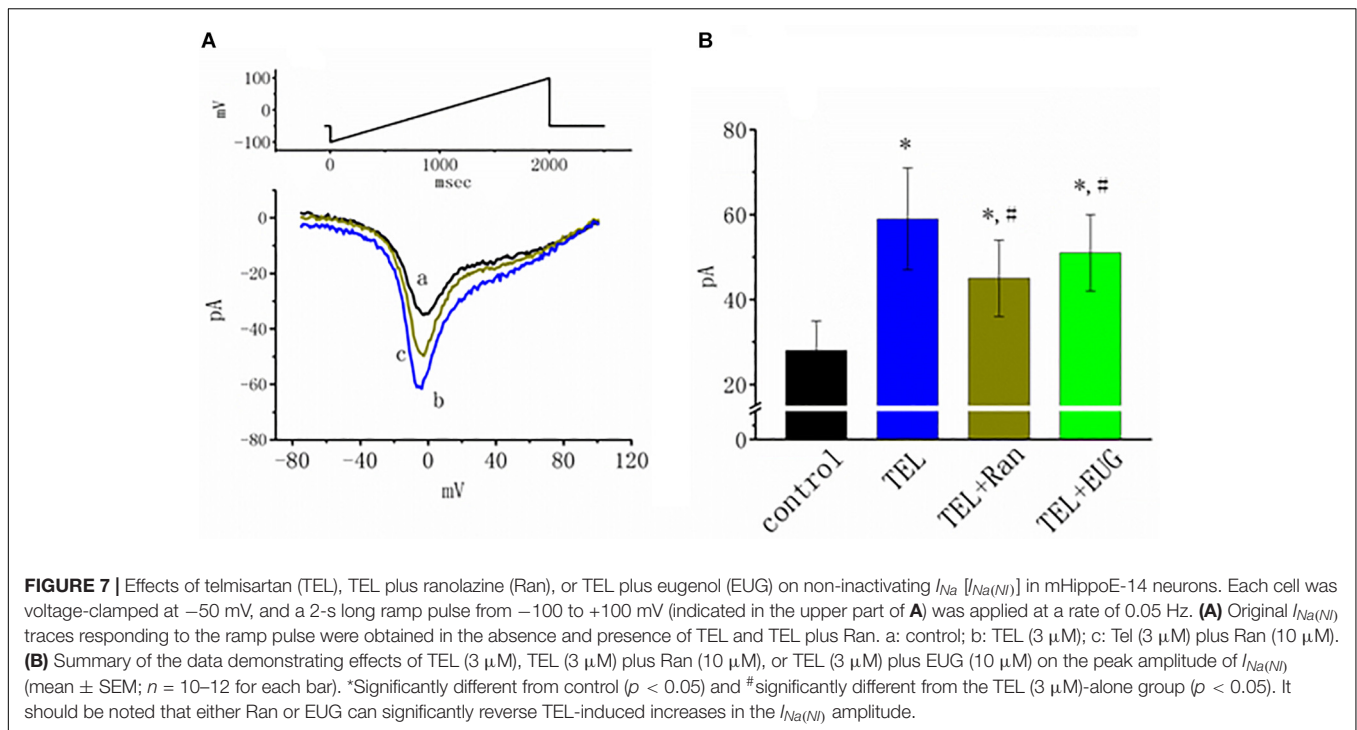 A
100
0
-100
mV
0
1000
2000
msec
0
-20
-40
-60
-80
pA
a
c
b
-80
-40
0
40
80
120
mV
B
80
60
40
20
0
pA
*
*, #
*, #
control
TEL
TEL+Ran
TEL+EUG
FIGURE 7 | Effects of telmisartan (TEL), TEL plus ranolazine (Ran), or TEL plus eugenol (EUG) on non-inactivating INa [INa(NI)] in mHippoE-14 neurons. Each cell was
voltage-clamped at −50 mV, and a 2-s long ramp pulse from −100 to +100 mV (indicated in the upper part of A) was applied at a rate of 0.05 Hz. (A) Original INa(NI)
traces responding to the ramp pulse were obtained in the absence and presence of TEL and TEL plus Ran. a: control; b: TEL (3 μM); c: Tel (3 μM) plus Ran (10 μM).
(B) Summary of the data demonstrating effects of TEL (3 μM), TEL (3 μM) plus Ran (10 μM), or TEL (3 μM) plus EUG (10 μM) on the peak amplitude of INa(NI)
(mean ± SEM; n = 10–12 for each bar). *Significantly different from control (p < 0.05) and #significantly different from the TEL (3 μM)-alone group (p < 0.05). It
should be noted that either Ran or EUG can significantly reverse TEL-induced increases in the INa(NI) amplitude.